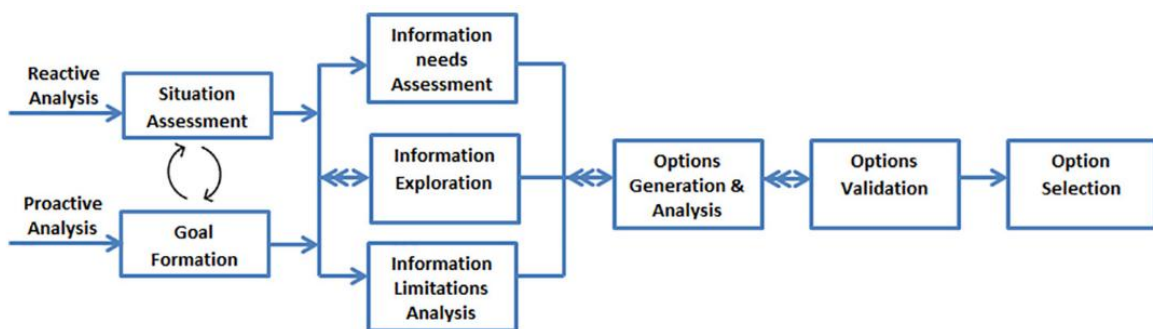 Reactive
Analysis
Situation
Assessment
Proactive
Analysis
Goal
Formation
Information
needs
Assessment
Information
Exploration
Information
Limitations
Analysis
Options
Generation &
Analysis
Options
Validation
Option
Selection